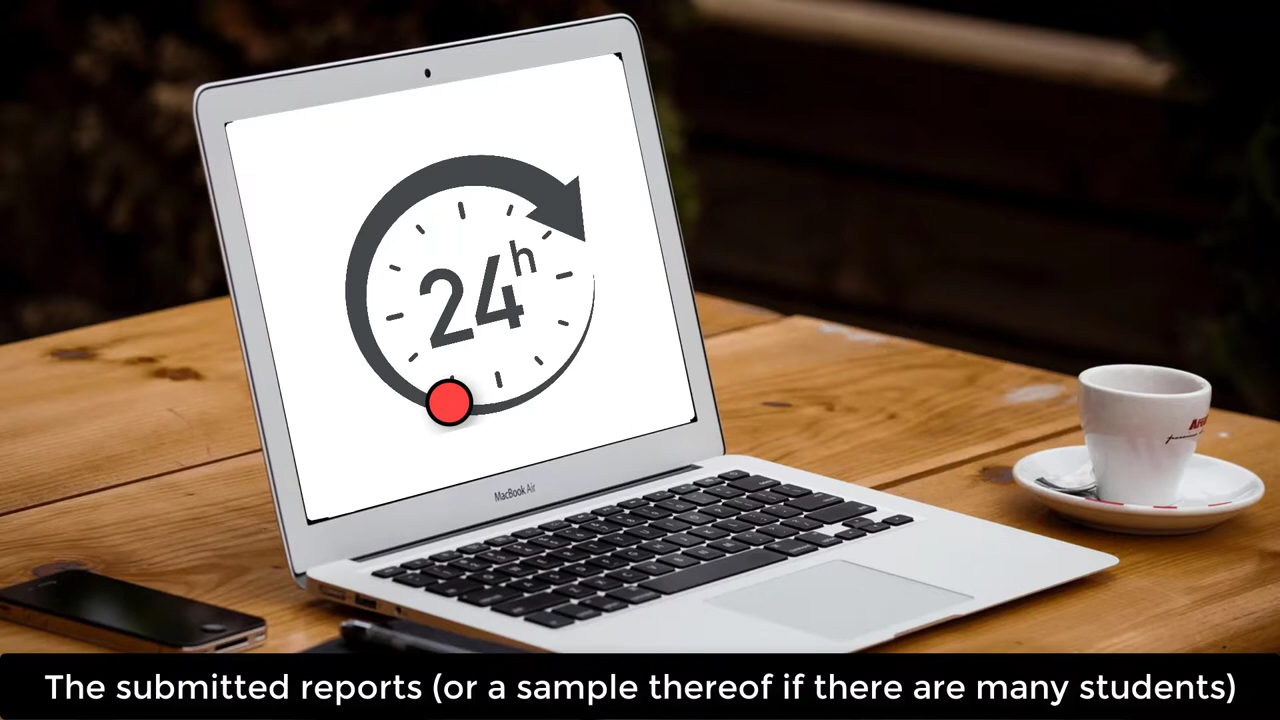 24h
MacBook Air
The submitted reports (or a sample thereof if there are many students)